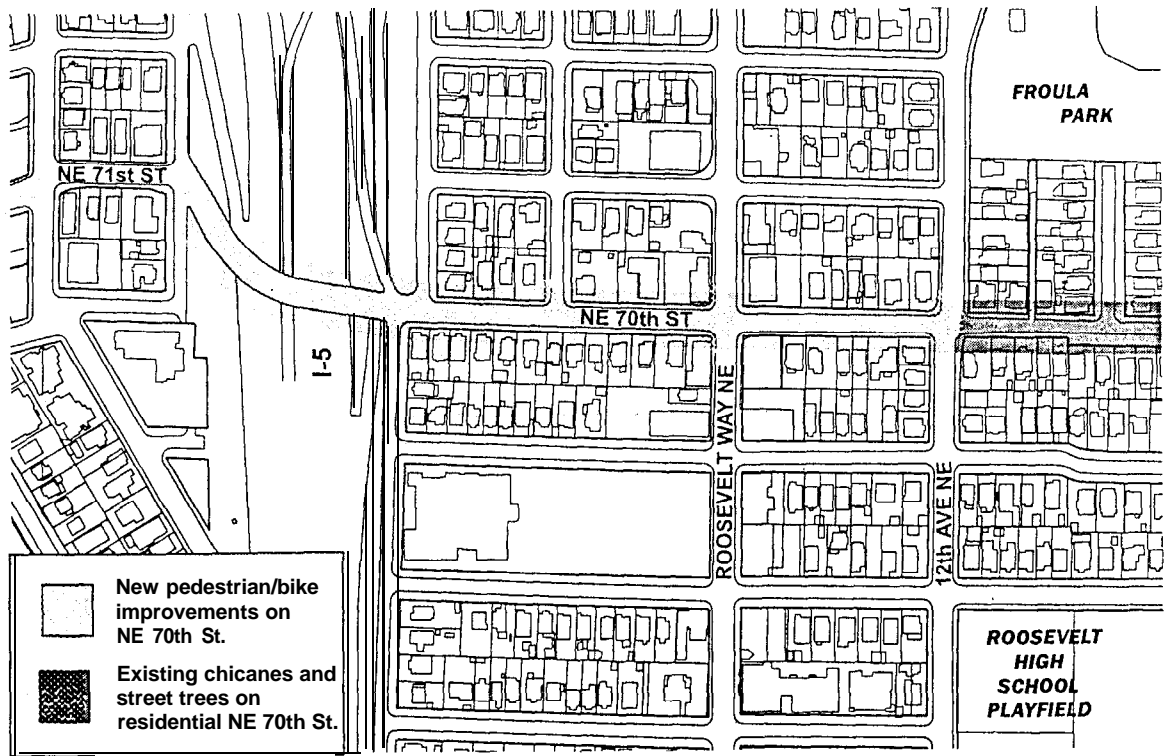 FROULA
PARK
NE 71st ST
NE 70th ST
I-5
ROOSEVELT WAY NE
12th AVE NE
New pedestrian/bike
improvements on
NE 70th St.
Existing chicanes and
street trees on
residential NE 70th St.
ROOSEVELT
HIGH
SCHOOL
PLAYFIELD